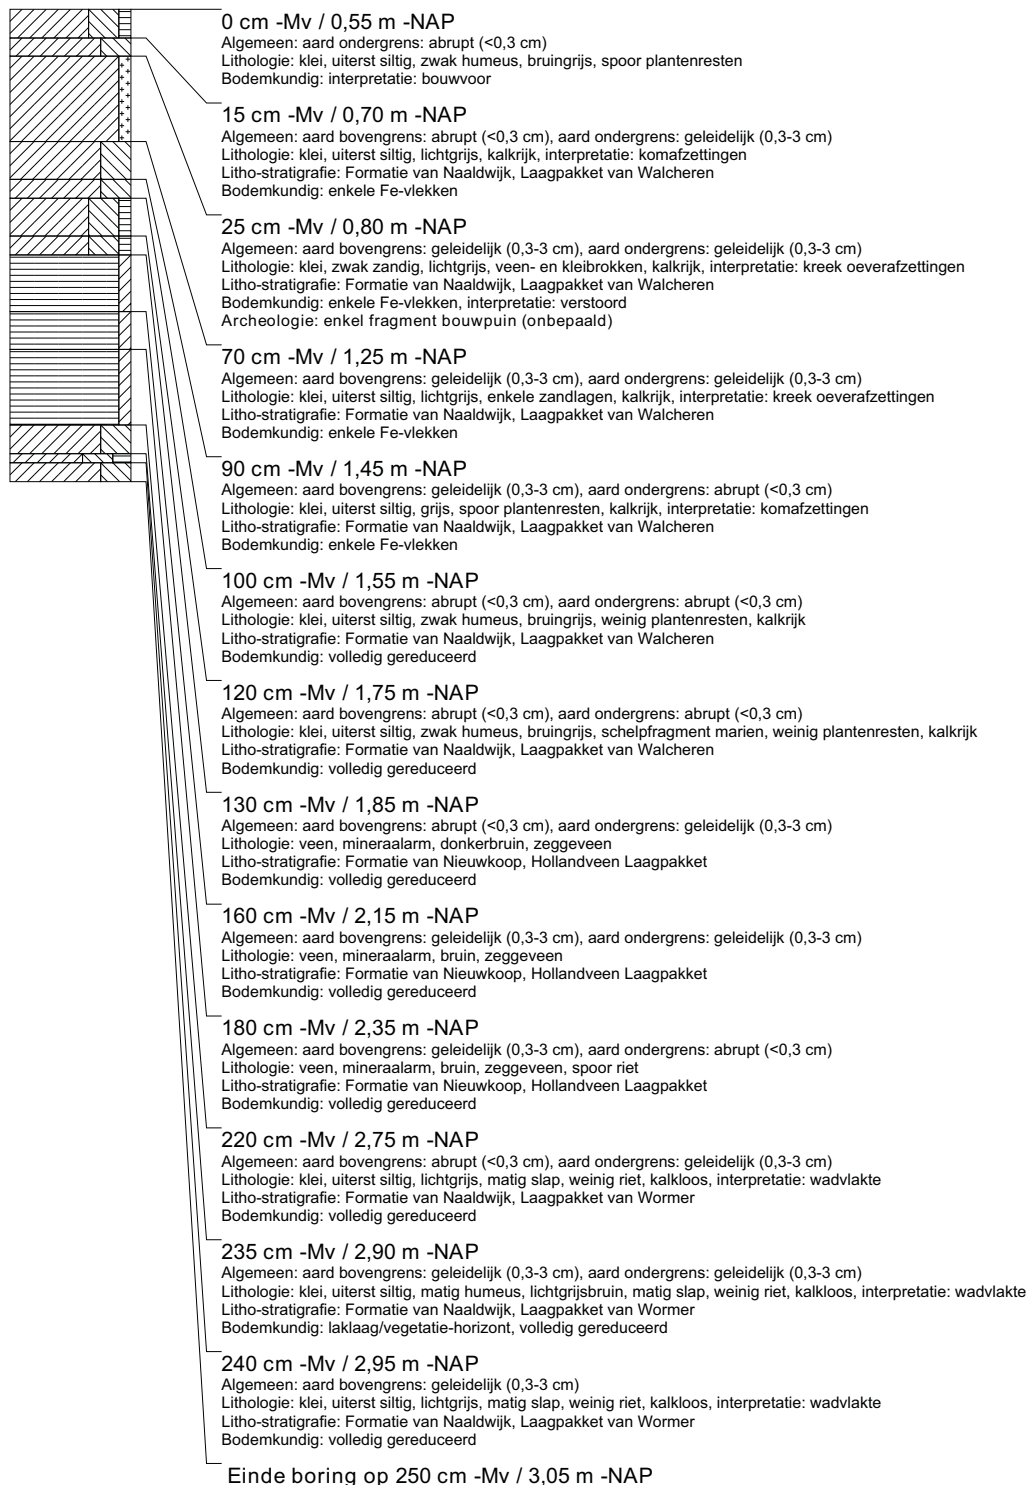 0 cm -Mv / 0,55 m -NAP
Algemeen: aard ondergrens: abrupt (<0,3 cm)
Lithologie: klei, uiterst siltig, zwak humeus, bruingrijs, spoor plantenresten
Bodemkundig: interpretatie: bouwvoor
15 cm -Mv / 0,70 m -NAP
Algemeen: aard bovengrens: abrupt (<0,3 cm), aard ondergrens: geleidelijk (0,3-3 cm)
Lithologie: klei, uiterst siltig, lichtgrijs, kalkrijk, interpretatie: komafzettingen
Litho-stratigrafie: Formatie van Naaldwijk, Laagpakket van Walcheren
Bodemkundig: enkele Fe-vlekken
25 cm -Mv / 0,80 m -NAP
Algemeen: aard bovengrens: geleidelijk (0,3-3 cm), aard ondergrens: geleidelijk (0,3-3 cm)
Lithologie: klei, zwak zandig, lichtgrijs, veen- en kleibrokken, kalkrijk, interpretatie: kreek oeverafzettingen
Litho-stratigrafie: Formatie van Naaldwijk, Laagpakket van Walcheren
Bodemkundig: enkele Fe-vlekken, interpretatie: verstoord
Archeologie: enkel fragment bouwpuin (onbepaald)
70 cm -Mv / 1,25 m -NAP
Algemeen: aard bovengrens: geleidelijk (0,3-3 cm), aard ondergrens: geleidelijk (0,3-3 cm)
Lithologie: klei, uiterst siltig, lichtgrijs, enkele zandlagen, kalkrijk, interpretatie: kreek oeverafzettingen
Litho-stratigrafie: Formatie van Naaldwijk, Laagpakket van Walcheren
Bodemkundig: enkele Fe-vlekken
90 cm -Mv / 1,45 m -NAP
Algemeen: aard bovengrens: geleidelijk (0,3-3 cm), aard ondergrens: abrupt (<0,3 cm)
Lithologie: klei, uiterst siltig, grijs, spoor plantenresten, kalkrijk, interpretatie: komafzettingen
Litho-stratigrafie: Formatie van Naaldwijk, Laagpakket van Walcheren
Bodemkundig: enkele Fe-vlekken
100 cm -Mv / 1,55 m -NAP
Algemeen: aard bovengrens: abrupt (<0,3 cm), aard ondergrens: abrupt (<0,3 cm)
Lithologie: klei, uiterst siltig, zwak humeus, bruingrijs, weinig plantenresten, kalkrijk
Litho-stratigrafie: Formatie van Naaldwijk, Laagpakket van Walcheren
Bodemkundig: volledig gereduceerd
120 cm -Mv / 1,75 m -NAP
Algemeen: aard bovengrens: abrupt (<0,3 cm), aard ondergrens: abrupt (<0,3 cm)
Lithologie: klei, uiterst siltig, zwak humeus, bruingrijs, schelpfragment marien, weinig plantenresten, kalkrijk
Litho-stratigrafie: Formatie van Naaldwijk, Laagpakket van Walcheren
Bodemkundig: volledig gereduceerd
130 cm -Mv / 1,85 m -NAP
Algemeen: aard bovengrens: abrupt (<0,3 cm), aard ondergrens: geleidelijk (0,3-3 cm)
Lithologie: veen, mineraalarm, donkerbruin, zeggeveen
Litho-stratigrafie: Formatie van Nieuwkoop, Hollandveen Laagpakket
Bodemkundig: volledig gereduceerd
160 cm -Mv / 2,15 m -NAP
Algemeen: aard bovengrens: geleidelijk (0,3-3 cm), aard ondergrens: geleidelijk (0,3-3 cm)
Lithologie: veen, mineraalarm, bruin, zeggeveen
Litho-stratigrafie: Formatie van Nieuwkoop, Hollandveen Laagpakket
Bodemkundig: volledig gereduceerd
180 cm -Mv / 2,35 m -NAP
Algemeen: aard bovengrens: geleidelijk (0,3-3 cm), aard ondergrens: abrupt (<0,3 cm)
Lithologie: veen, mineraalarm, bruin, zeggeveen, spoor riet
Litho-stratigrafie: Formatie van Nieuwkoop, Hollandveen Laagpakket
Bodemkundig: volledig gereduceerd
220 cm -Mv / 2,75 m -NAP
Algemeen: aard bovengrens: abrupt (<0,3 cm), aard ondergrens: geleidelijk (0,3-3 cm)
Lithologie: klei, uiterst siltig, lichtgrijs, matig slap, weinig riet, kalkloos, interpretatie: wadvlakte
Litho-stratigrafie: Formatie van Naaldwijk, Laagpakket van Wormer
Bodemkundig: volledig gereduceerd
235 cm -Mv / 2,90 m -NAP
Algemeen: aard bovengrens: geleidelijk (0,3-3 cm), aard ondergrens: geleidelijk (0,3-3 cm)
Lithologie: klei, uiterst siltig, matig humeus, lichtgrijsbruin, matig slap, weinig riet, kalkloos, interpretatie: wadvlakte
Litho-stratigrafie: Formatie van Naaldwijk, Laagpakket van Wormer
Bodemkundig: laklaag/vegetatie-horizont, volledig gereduceerd
240 cm -Mv / 2,95 m -NAP
Algemeen: aard bovengrens: geleidelijk (0,3-3 cm)
Lithologie: klei, uiterst siltig, lichtgrijs, matig slap, weinig riet, kalkloos, interpretatie: wadvlakte
Litho-stratigrafie: Formatie van Naaldwijk, Laagpakket van Wormer
Bodemkundig: volledig gereduceerd
Einde boring op 250 cm -Mv / 3,05 m -NAP